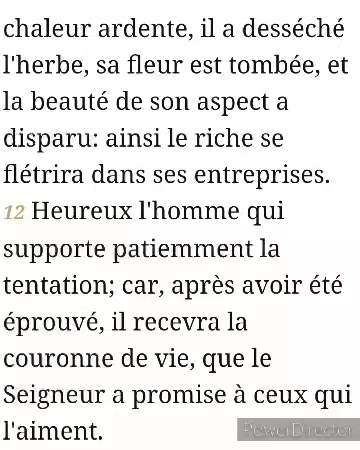 chaleur ardente, il a desséché
l'herbe, sa fleur est tombée, et
la beauté de son aspect a
disparu: ainsi le riche se
flétrira dans ses entreprises.
12 Heureux l'homme qui
supporte patiemment la
tentation; car, après avoir été
éprouvé, il recevra la
couronne de vie, que le
Seigneur a promise à ceux qui
l'aiment.
PowerDirector